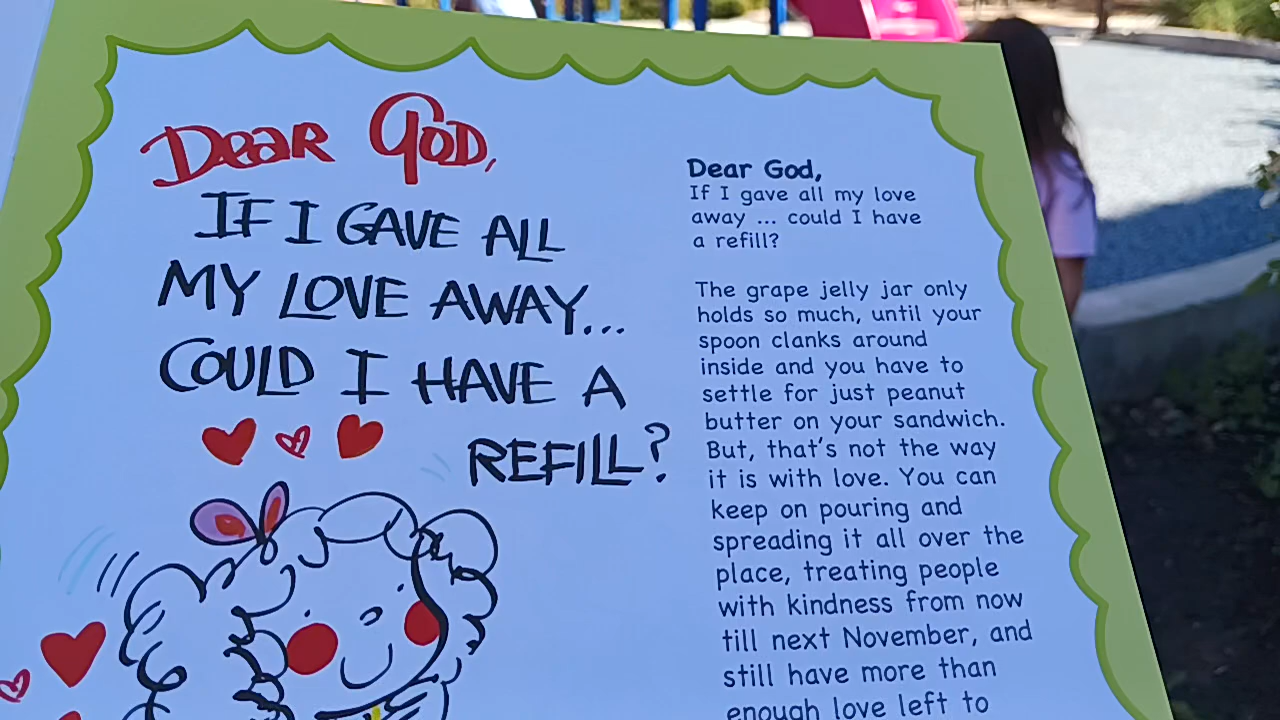 Dear God,
IF I GAVE ALL
MY LOVE AWAY...
COULD I HAVE A
REFILL?
Dear God,
If I gave all my love
away ... could I have
a refill?
The grape jelly jar only
holds so much, until your
spoon clanks around
inside and you have to
settle for just peanut
butter on your sandwich.
But, that's not the way
it is with love. You can
keep on pouring and
spreading it all over the
place, treating people
with kindness from now
till next November, and
still have more than
enough love left to